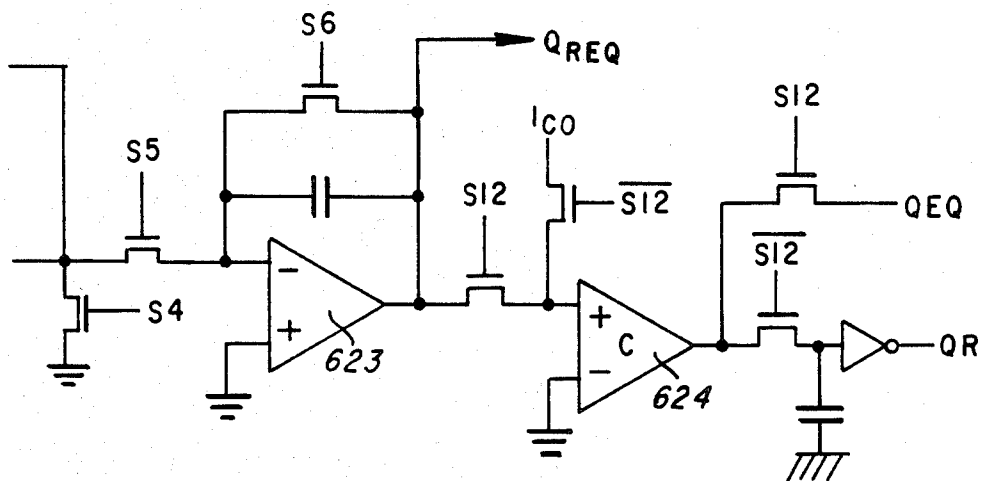 S6
QREQ
S12
ICO
S5
S12
S12
QEQ
S12
−
+
C
−
+
S4
623
624
QR